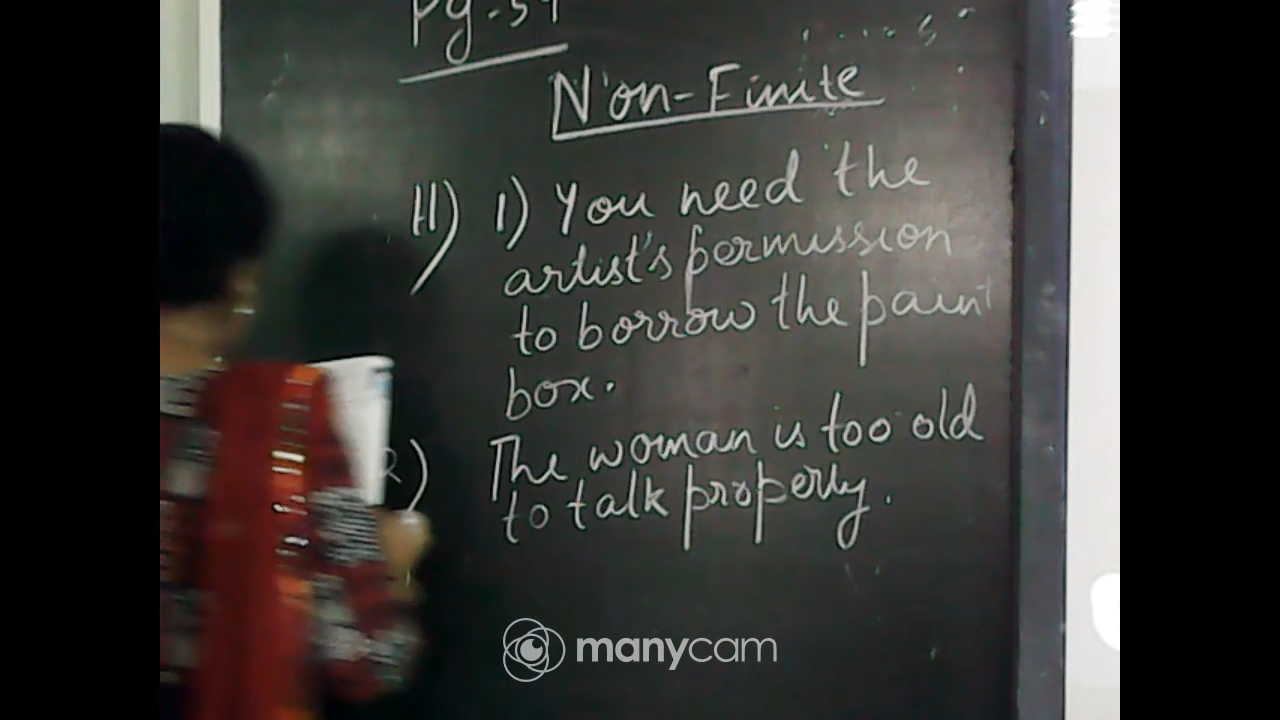 Pg.
Non-Finite
H) 1) You need the
artist's permission
to borrow the paint
box.
2) The woman is too old
to talk properly.
manycam